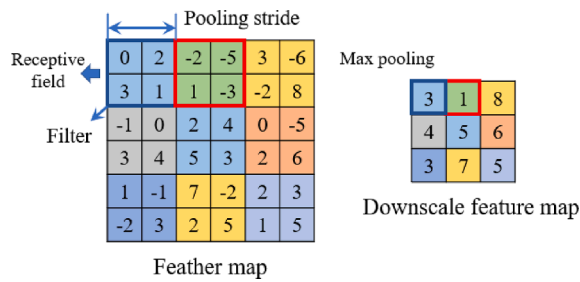 Pooling stride
Receptive
field
Filter
0 2 -2 -5 3 -6
3 1 1 -3 -2 8
-1 0 2 4 0 -5
3 4 5 3 2 6
1 -1 7 -2 2 3
-2 3 2 5 1 5
Feather map
Max pooling
3 1 8
4 5 6
3 7 5
Downscale feature map